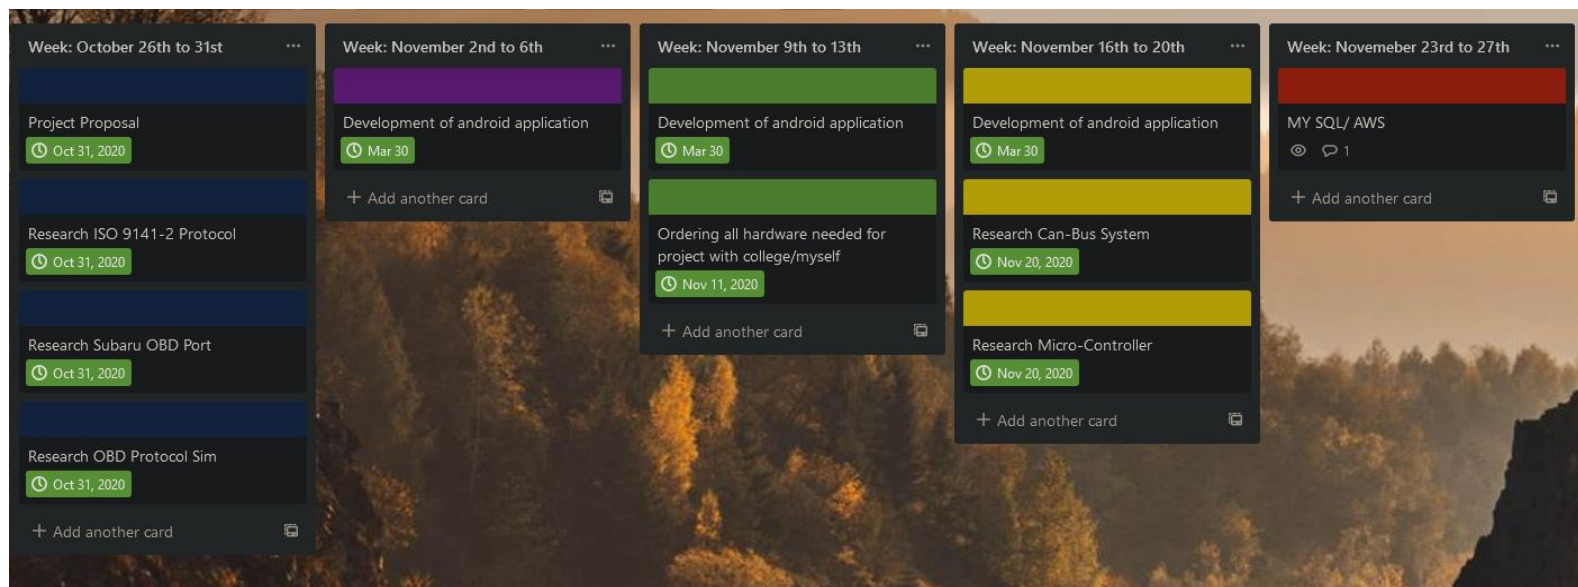 Week: October 26th to 31st
Project Proposal
Oct 31, 2020
Research ISO 9141-2 Protocol
Oct 31, 2020
Research Subaru OBD Port
Oct 31, 2020
Research OBD Protocol Sim
Oct 31, 2020
+ Add another card
Week: November 2nd to 6th
Development of android application
Mar 30
+ Add another card
Week: November 9th to 13th
Development of android application
Mar 30
Ordering all hardware needed for
project with college/myself
Nov 11, 2020
+ Add another card
Week: November 16th to 20th
Development of android application
Mar 30
Research Can-Bus System
Nov 20, 2020
Research Micro-Controller
Nov 20, 2020
+ Add another card
Week: Novemeber 23rd to 27th
MY SQL/ AWS
1
+ Add another card